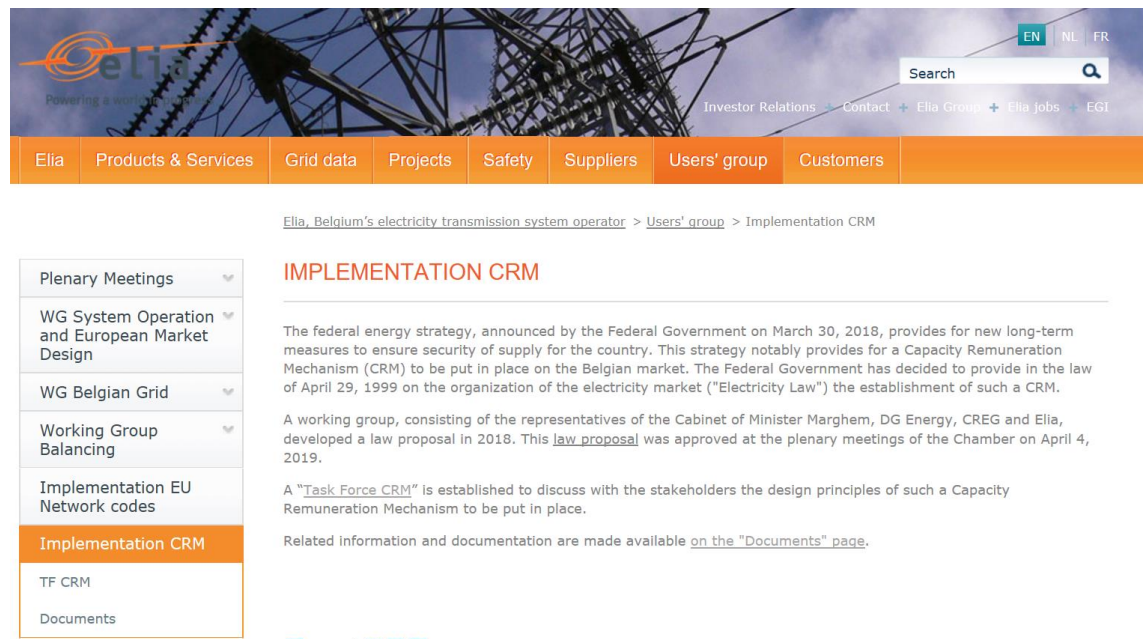 elia
Powering a world in progress
EN NL FR
Search
Investor Relations + Contact + Elia Group + Elia jobs + EGI
Elia Products & Services Grid data Projects Safety Suppliers Users' group Customers
Elia, Belgium's electricity transmission system operator > Users' group > Implementation CRM
Plenary Meetings
WG System Operation
and European Market
Design
WG Belgian Grid
Working Group
Balancing
Implementation EU
Network codes
Implementation CRM
TF CRM
Documents
IMPLEMENTATION CRM
The federal energy strategy, announced by the Federal Government on March 30, 2018, provides for new long-term
measures to ensure security of supply for the country. This strategy notably provides for a Capacity Remuneration
Mechanism (CRM) to be put in place on the Belgian market. The Federal Government has decided to provide in the law
of April 29, 1999 on the organization of the electricity market ("Electricity Law") the establishment of such a CRM.
A working group, consisting of the representatives of the Cabinet of Minister Marghem, DG Energy, CREG and Elia,
developed a law proposal in 2018. This law proposal was approved at the plenary meetings of the Chamber on April 4,
2019.
A “Task Force CRM” is established to discuss with the stakeholders the design principles of such a Capacity
Remuneration Mechanism to be put in place.
Related information and documentation are made available on the "Documents" page.